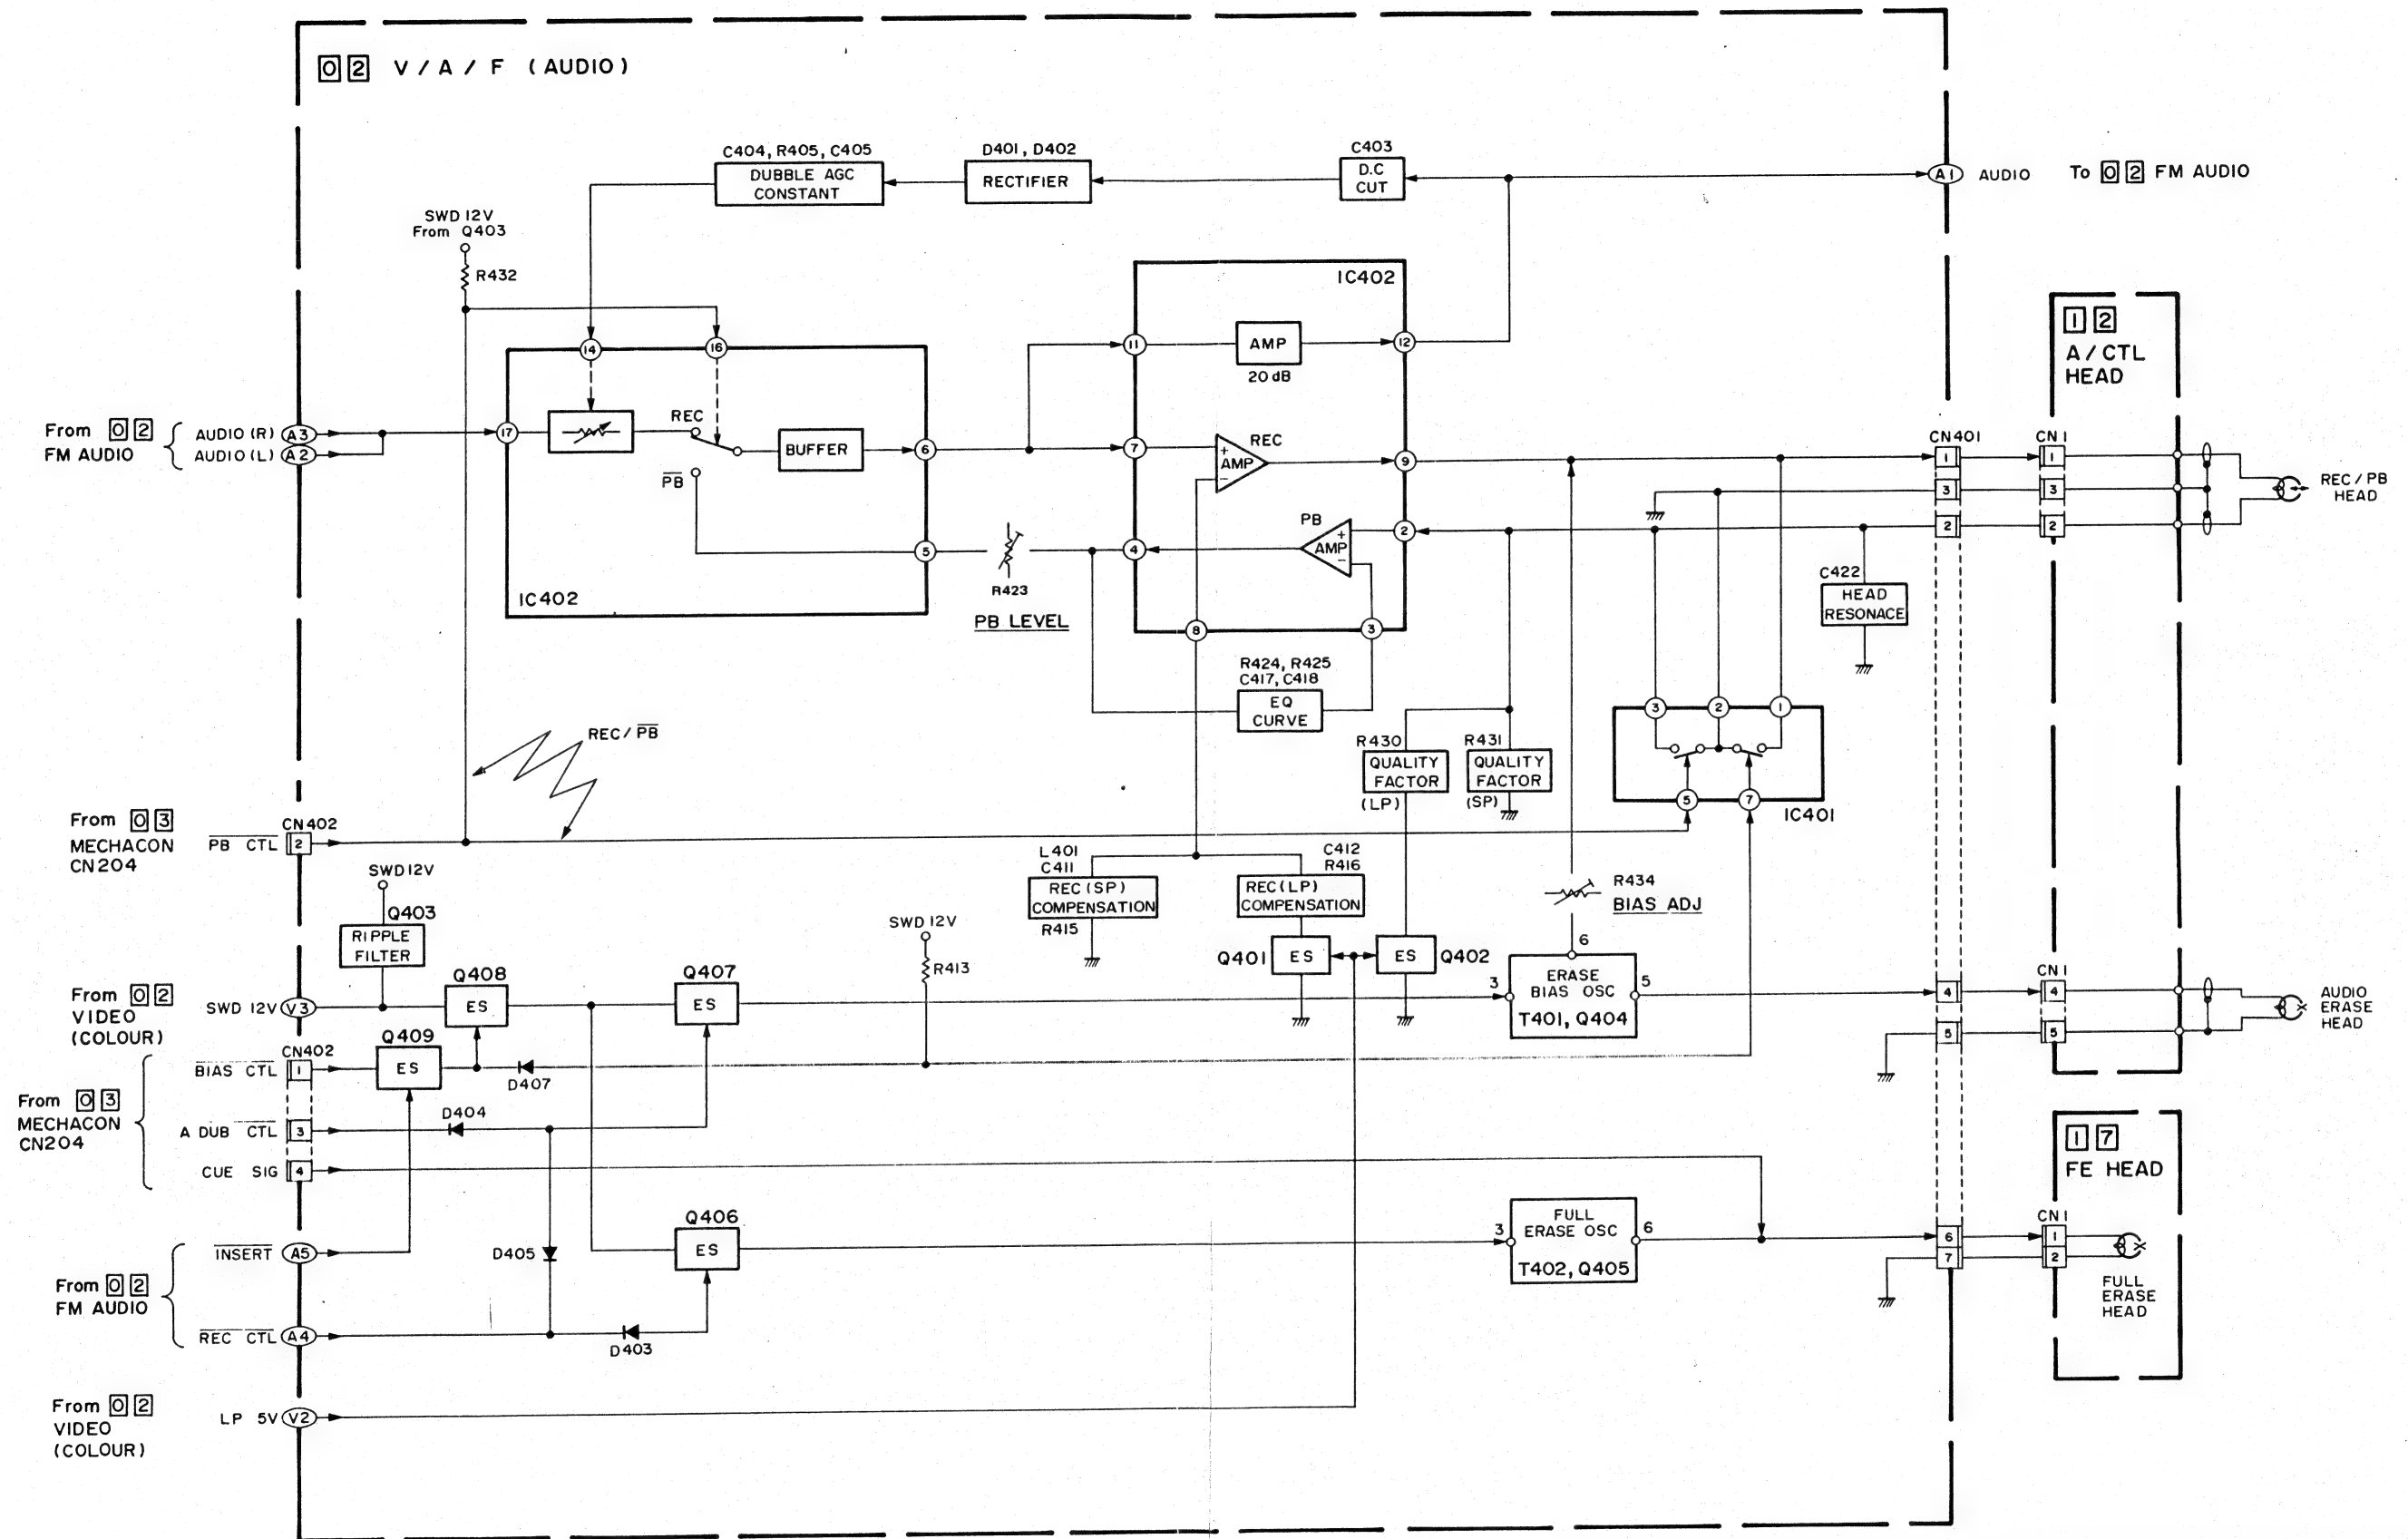 02 V/A/F (AUDIO)
C404, R405, C405
DUBBLE AGC
CONSTANT
D401, D402
RECTIFIER
C403
D.C
CUT
A1 AUDIO
To 02 FM AUDIO
SWD 12V
From Q403
R432
14
16
IC402
11
AMP
20dB
12
12
A/CTL
HEAD
From 02
FM AUDIO
AUDIO (R) A3
AUDIO (L) A2
17
REC
PB
BUFFER
6
5
IC402
7
REC
+
AMP
-
9
PB
+
AMP
-
2
4
8
3
R423
PB LEVEL
R424, R425
C417, C418
EQ
CURVE
CN401
1
3
2
CN1
1
3
2
REC/PB
HEAD
C422
HEAD
RESONACE
3
2
1
5
7
IC401
R430
QUALITY
FACTOR
(LP)
R431
QUALITY
FACTOR
(SP)
REC/PB
From 03
MECHACON
CN204
PB CTL
CN402
2
SWD12V
Q403
RIPPLE
FILTER
L401
C411
REC(SP)
COMPENSATION
R415
C412
R416
REC(LP)
COMPENSATION
Q401 ES
ES Q402
R434
BIAS ADJ
SWD 12V
R413
From 02
VIDEO
(COLOUR)
SWD 12V V3
Q408
ES
Q407
ES
3
6
ERASE
BIAS OSC
T401, Q404
5
4
5
CN1
4
5
AUDIO
ERASE
HEAD
From 03
MECHACON
CN204
CN402
BIAS CTL 1
Q409
ES
D407
A DUB CTL 3
D404
CUE SIG 4
From 02
FM AUDIO
INSERT A5
REC CTL A4
D405
D403
Q406
ES
3
FULL
ERASE OSC
T402, Q405
6
6
7
17
FE HEAD
CN1
1
2
FULL
ERASE
HEAD
From 02
VIDEO
(COLOUR)
LP 5V V2